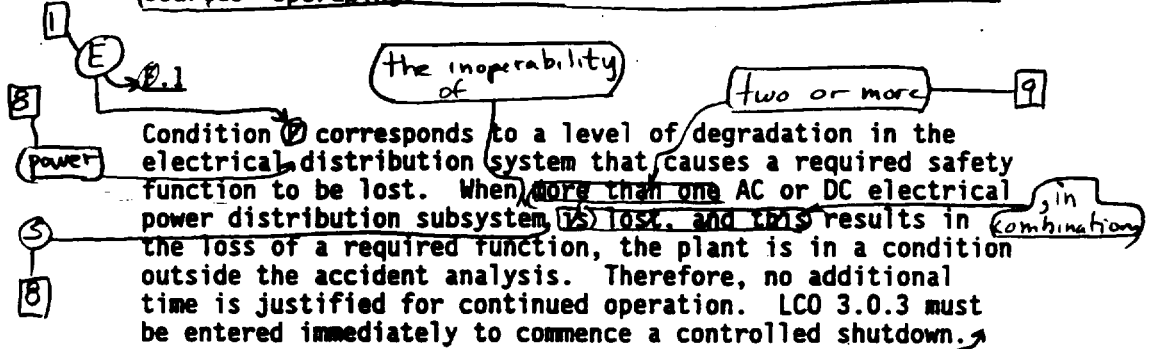 1
E
D.1
the inoperability
of
two or more
9
8
power
Condition D corresponds to a level of degradation in the
electrical distribution system that causes a required safety
function to be lost. When more than one AC or DC electrical
power distribution subsystem is lost, and this results in
, in
combination
the loss of a required function, the plant is in a condition
S
8
outside the accident analysis. Therefore, no additional
time is justified for continued operation. LCO 3.0.3 must
be entered immediately to commence a controlled shutdown.